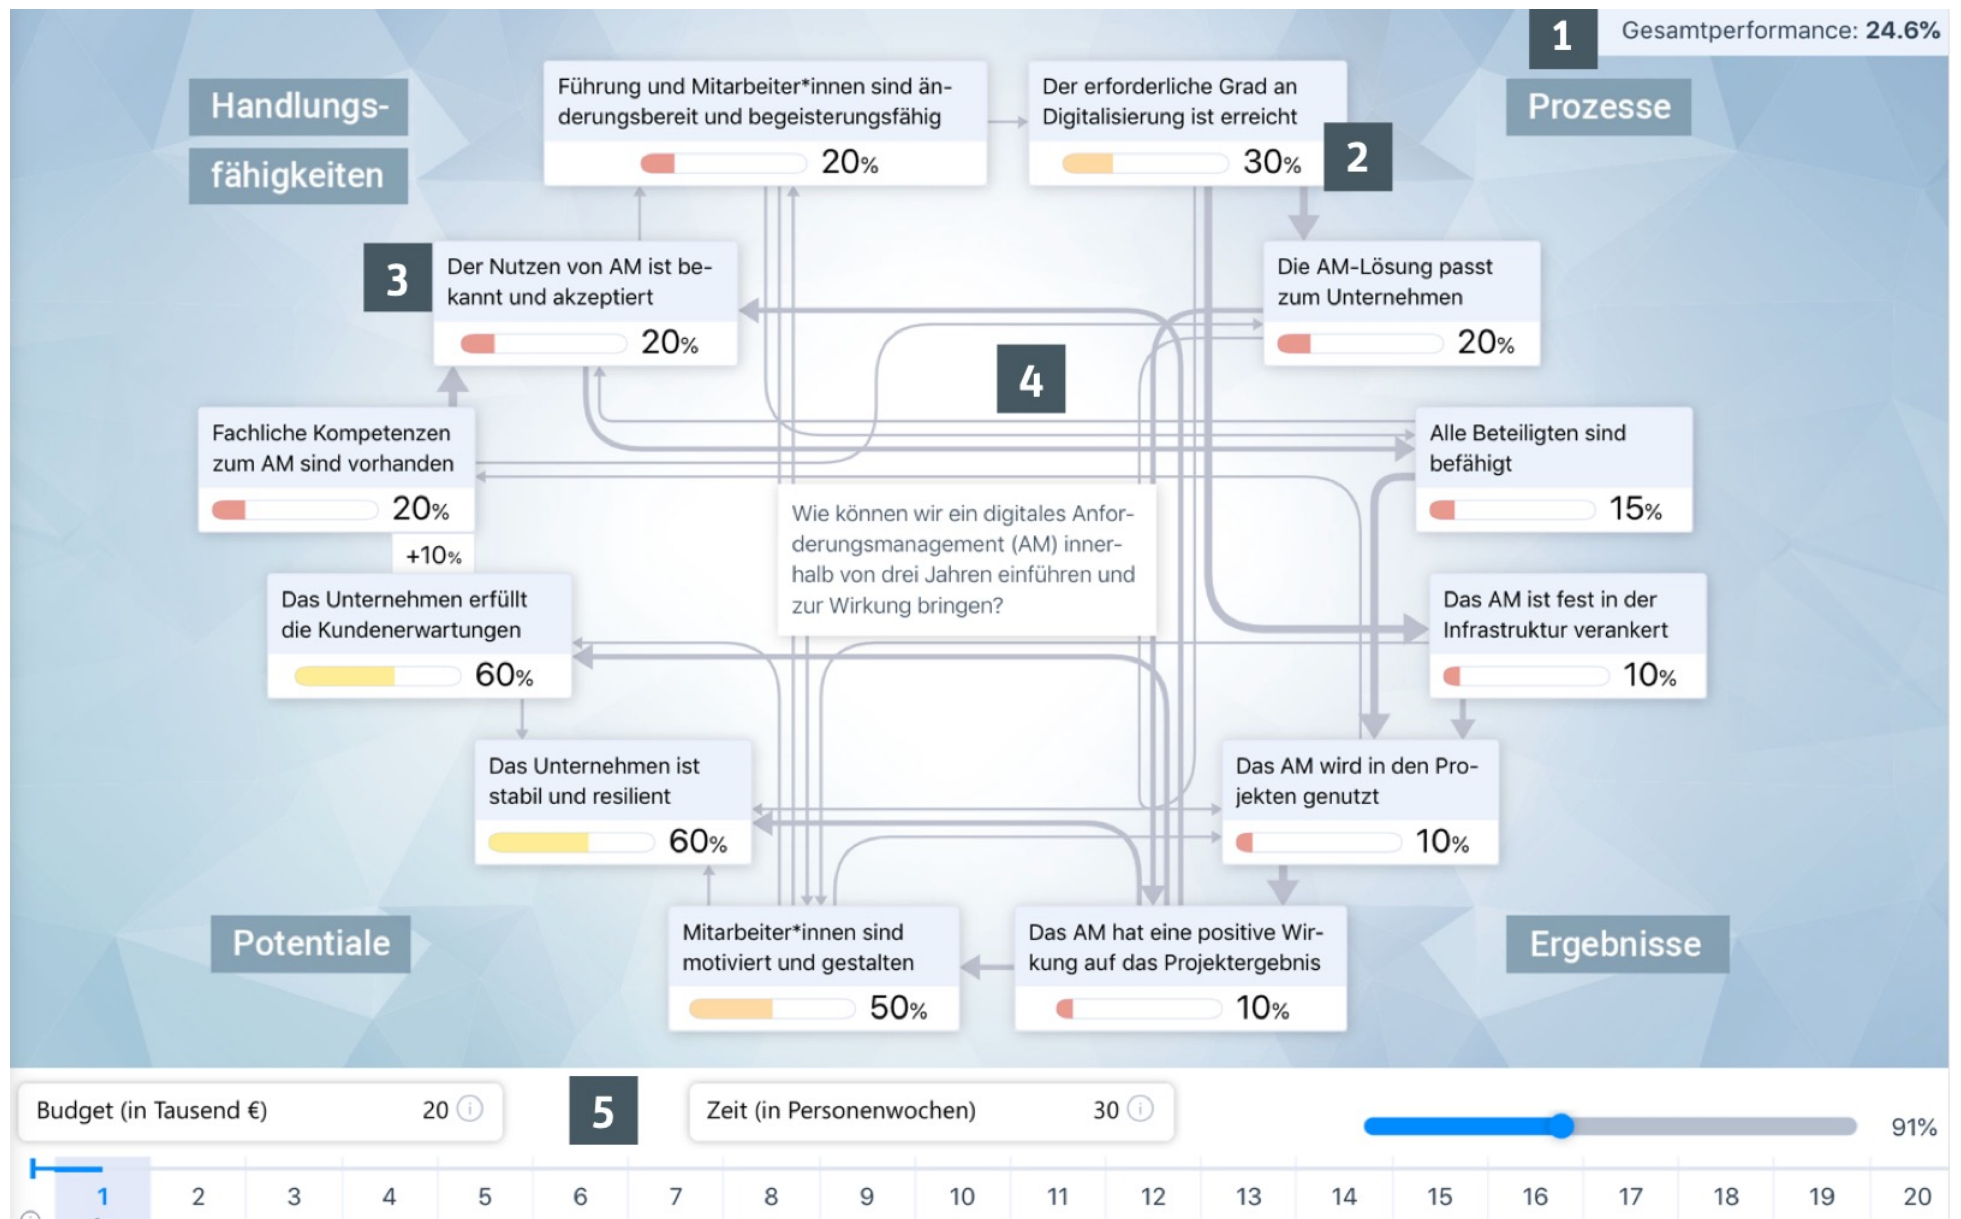 1
Gesamtperformance: 24.6%
Handlungs-
fähigkeiten
Führung und Mitarbeiter*innen sind än-
derungsbereit und begeisterungsfähig
20%
Der erforderliche Grad an
Digitalisierung ist erreicht
30%
2
Prozesse
3
Der Nutzen von AM ist be-
kannt und akzeptiert
20%
Die AM-Lösung passt
zum Unternehmen
20%
4
Fachliche Kompetenzen
zum AM sind vorhanden
20%
+10%
Alle Beteiligten sind
befähigt
15%
Wie können wir ein digitales Anfor-
derungsmanagement (AM) inner-
halb von drei Jahren einführen und
zur Wirkung bringen?
Das Unternehmen erfüllt
die Kundenerwartungen
60%
Das AM ist fest in der
Infrastruktur verankert
10%
Das Unternehmen ist
stabil und resilient
60%
Das AM wird in den Pro-
jekten genutzt
10%
Potentiale
Mitarbeiter*innen sind
motiviert und gestalten
50%
Das AM hat eine positive Wir-
kung auf das Projektergebnis
10%
Ergebnisse
Budget (in Tausend €) 20
5
Zeit (in Personenwochen) 30
91%
1 2 3 4 5 6 7 8 9 10 11 12 13 14 15 16 17 18 19 20